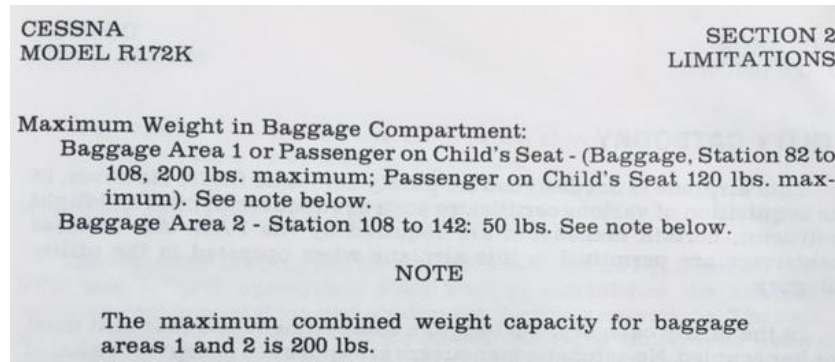 CESSNA
MODEL R172K
SECTION 2
LIMITATIONS
Maximum Weight in Baggage Compartment:
Baggage Area 1 or Passenger on Child's Seat - (Baggage, Station 82 to
108, 200 lbs. maximum; Passenger on Child's Seat 120 lbs. max-
imum). See note below.
Baggage Area 2 - Station 108 to 142: 50 lbs. See note below.
NOTE
The maximum combined weight capacity for baggage
areas 1 and 2 is 200 lbs.